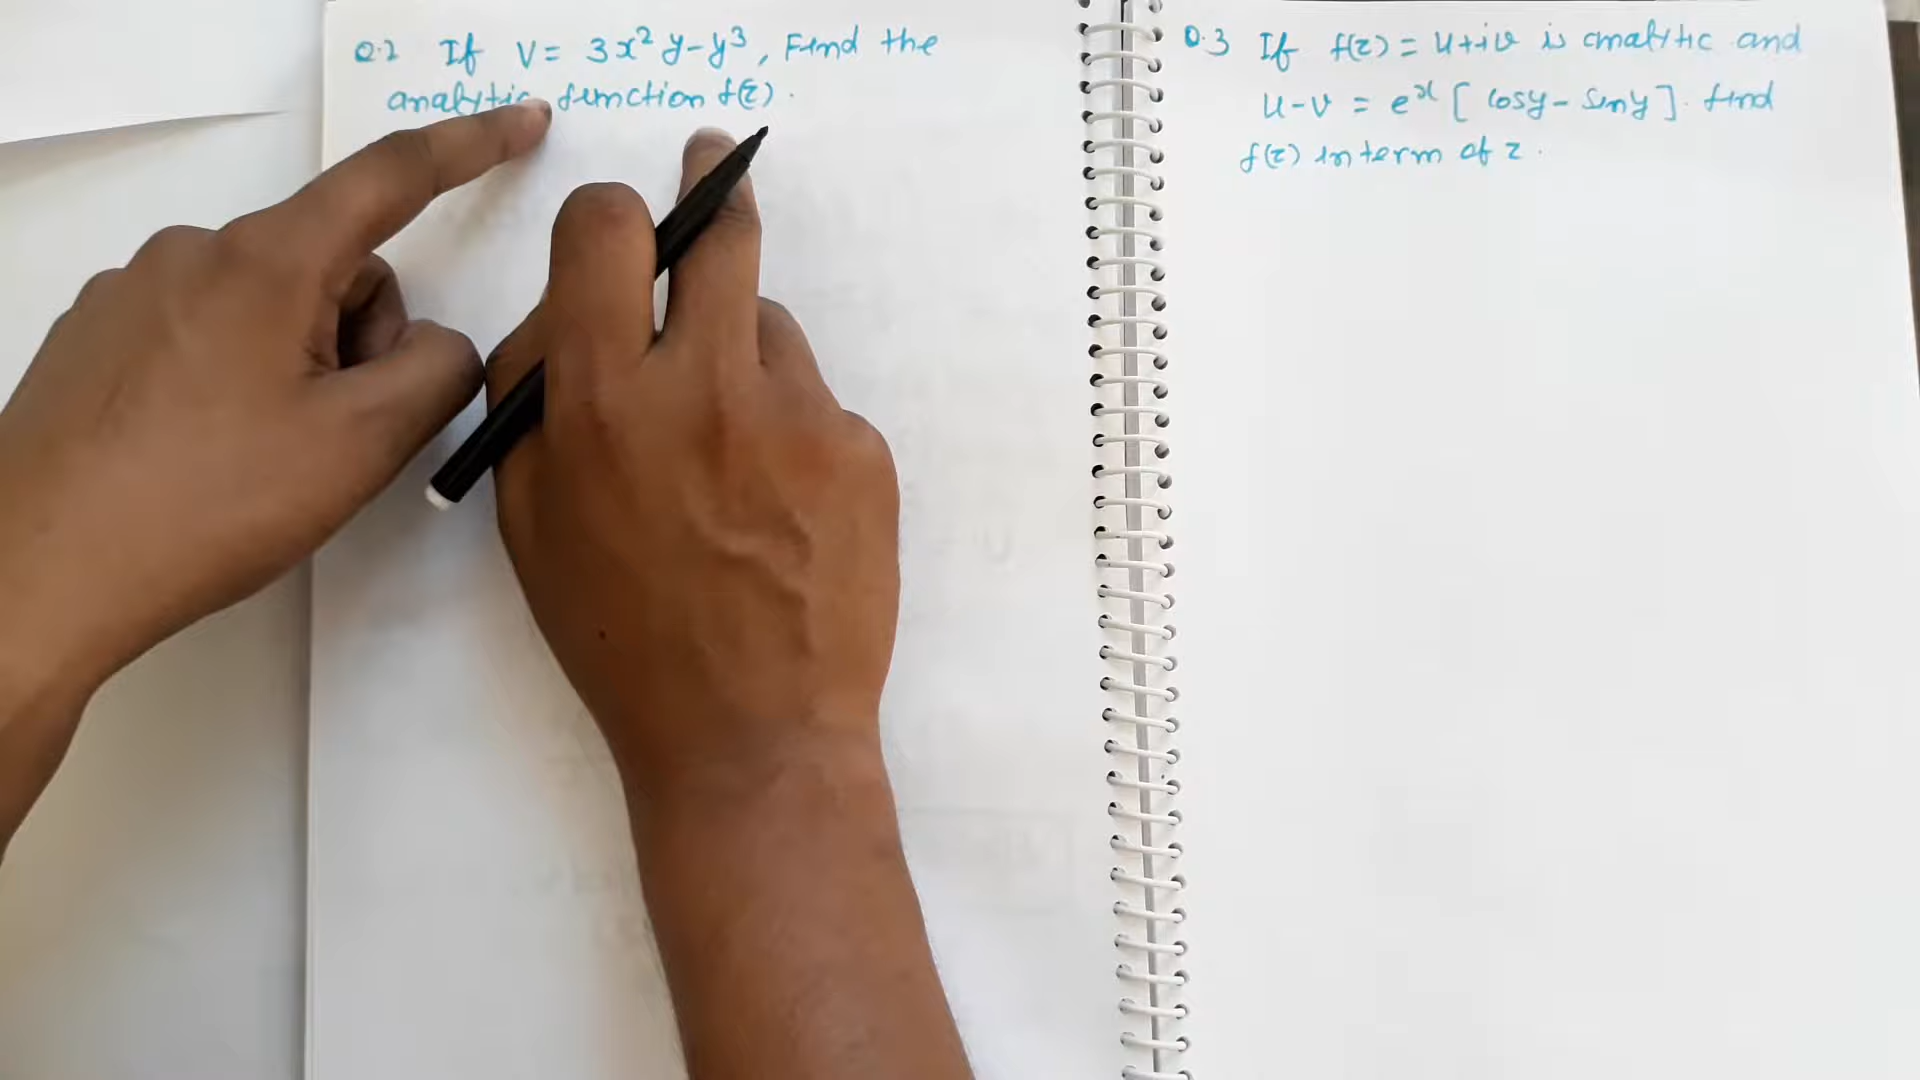 Q.2 If V = 3x² y - y³, Find the
analytic function f(z).
Q.3 If f(z) = u+iv is analytic and
u-v = eˣ [ cosy - siny ]. find
f(z) in term of z.